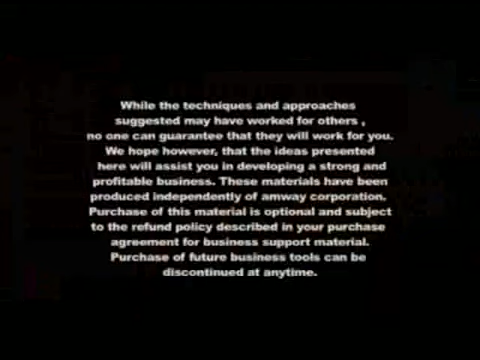 While the techniques and approaches
suggested may have worked for others ,
no one can guarantee that they will work for you.
We hope however, that the ideas presented
here will assist you in developing a strong and
profitable business. These materials have been
produced independently of amway corporation.
Purchase of this material is optional and subject
to the refund policy described in your purchase
agreement for business support material.
Purchase of future business tools can be
discontinued at anytime.